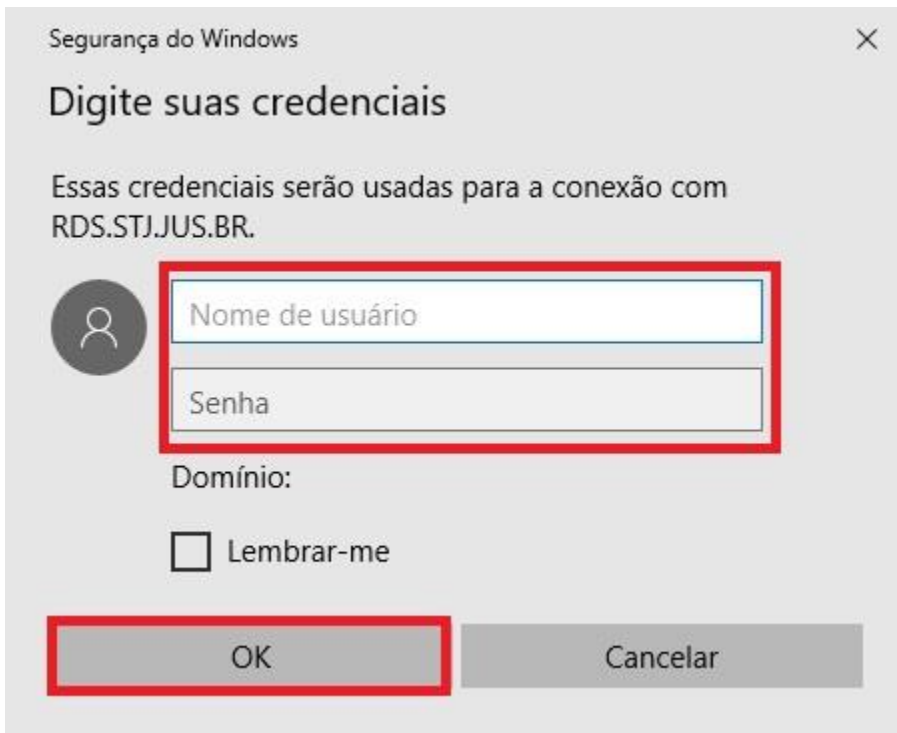 Segurança do Windows
Digite suas credenciais
Essas credenciais serão usadas para a conexão com
RDS.STJ.JUS.BR.
Nome de usuário
Senha
Domínio:
Lembrar-me
OK
Cancelar